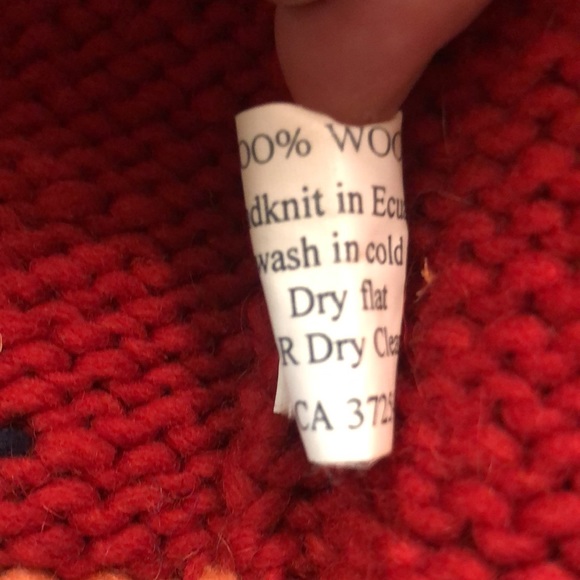 00% WOO
dknit in Ecu
wash in cold
Dry flat
R Dry Clea
CA 3725